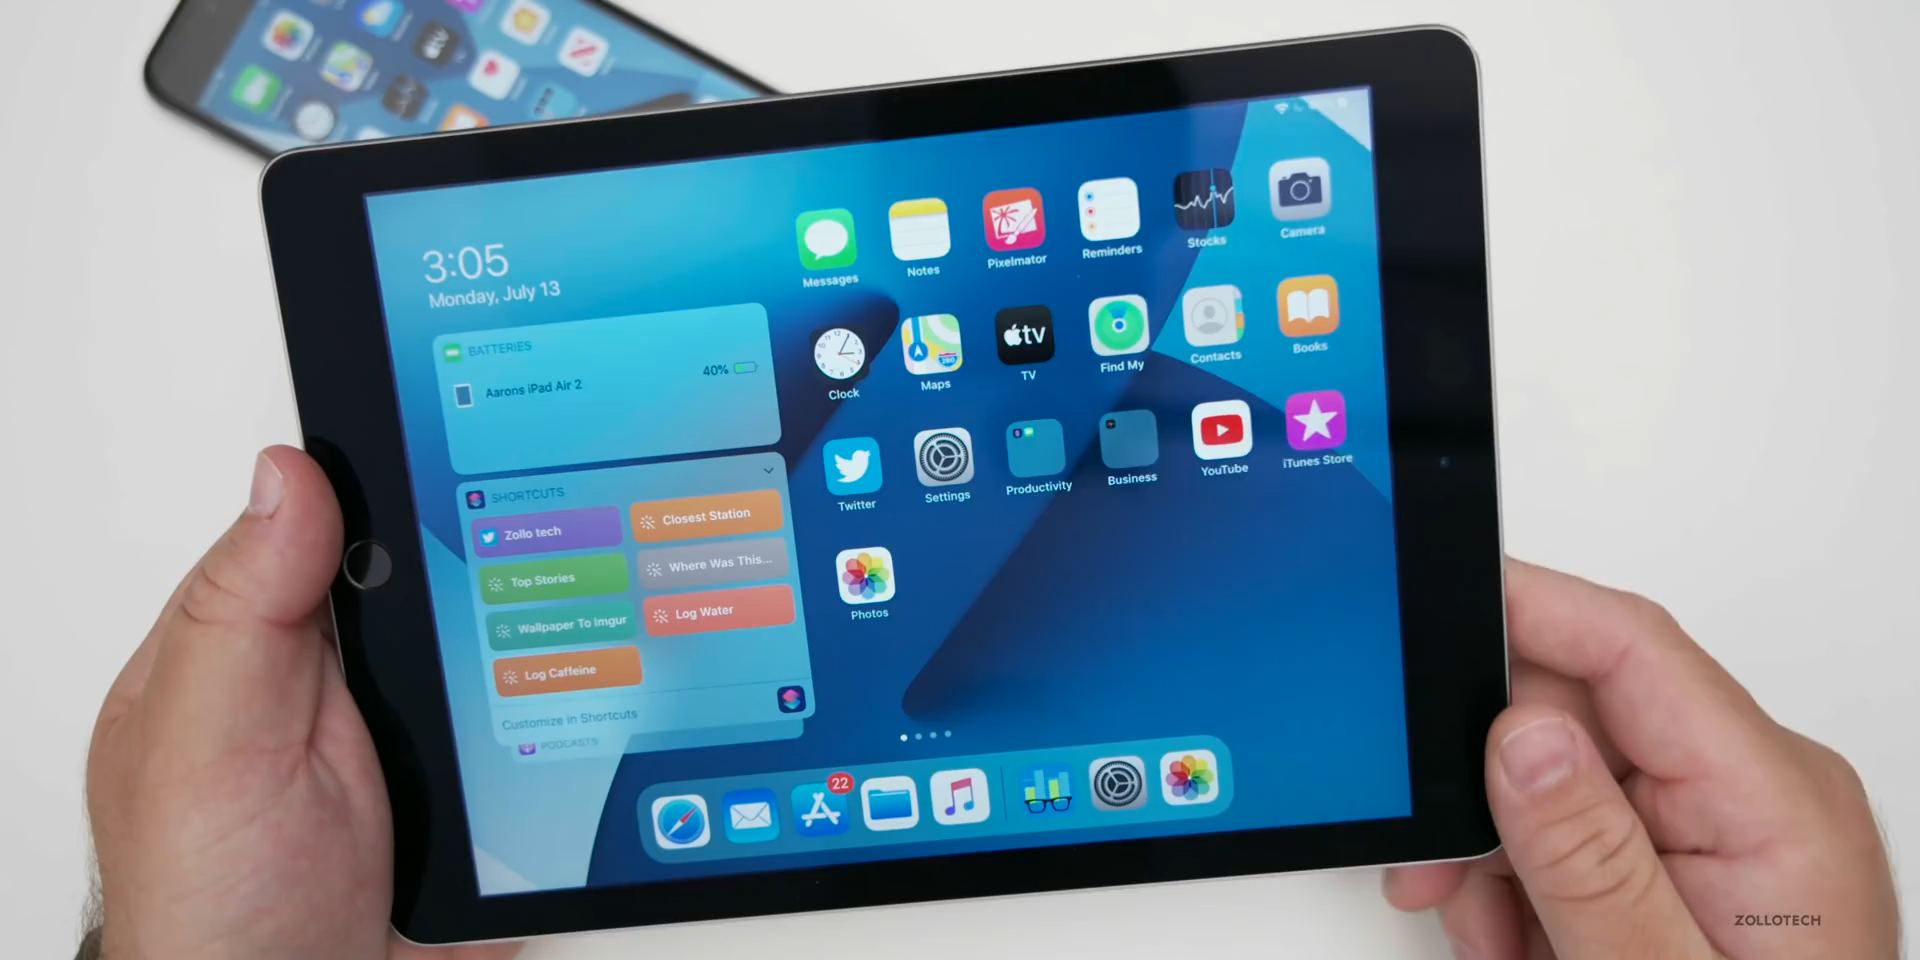 3:05
Monday, July 13
BATTERIES
Aarons iPad Air 2
40%
SHORTCUTS
Zollo tech
Closest Station
Top Stories
Where Was This...
Wallpaper To Imgur
Log Water
Log Caffeine
Customize in Shortcuts
PODCASTS
Messages
Notes
Pixelmator
Reminders
Stocks
Camera
Clock
Maps
tv
TV
Find My
Contacts
280
Books
Twitter
Settings
Productivity
Business
YouTube
iTunes Store
Photos
22
ZOLLOTECH